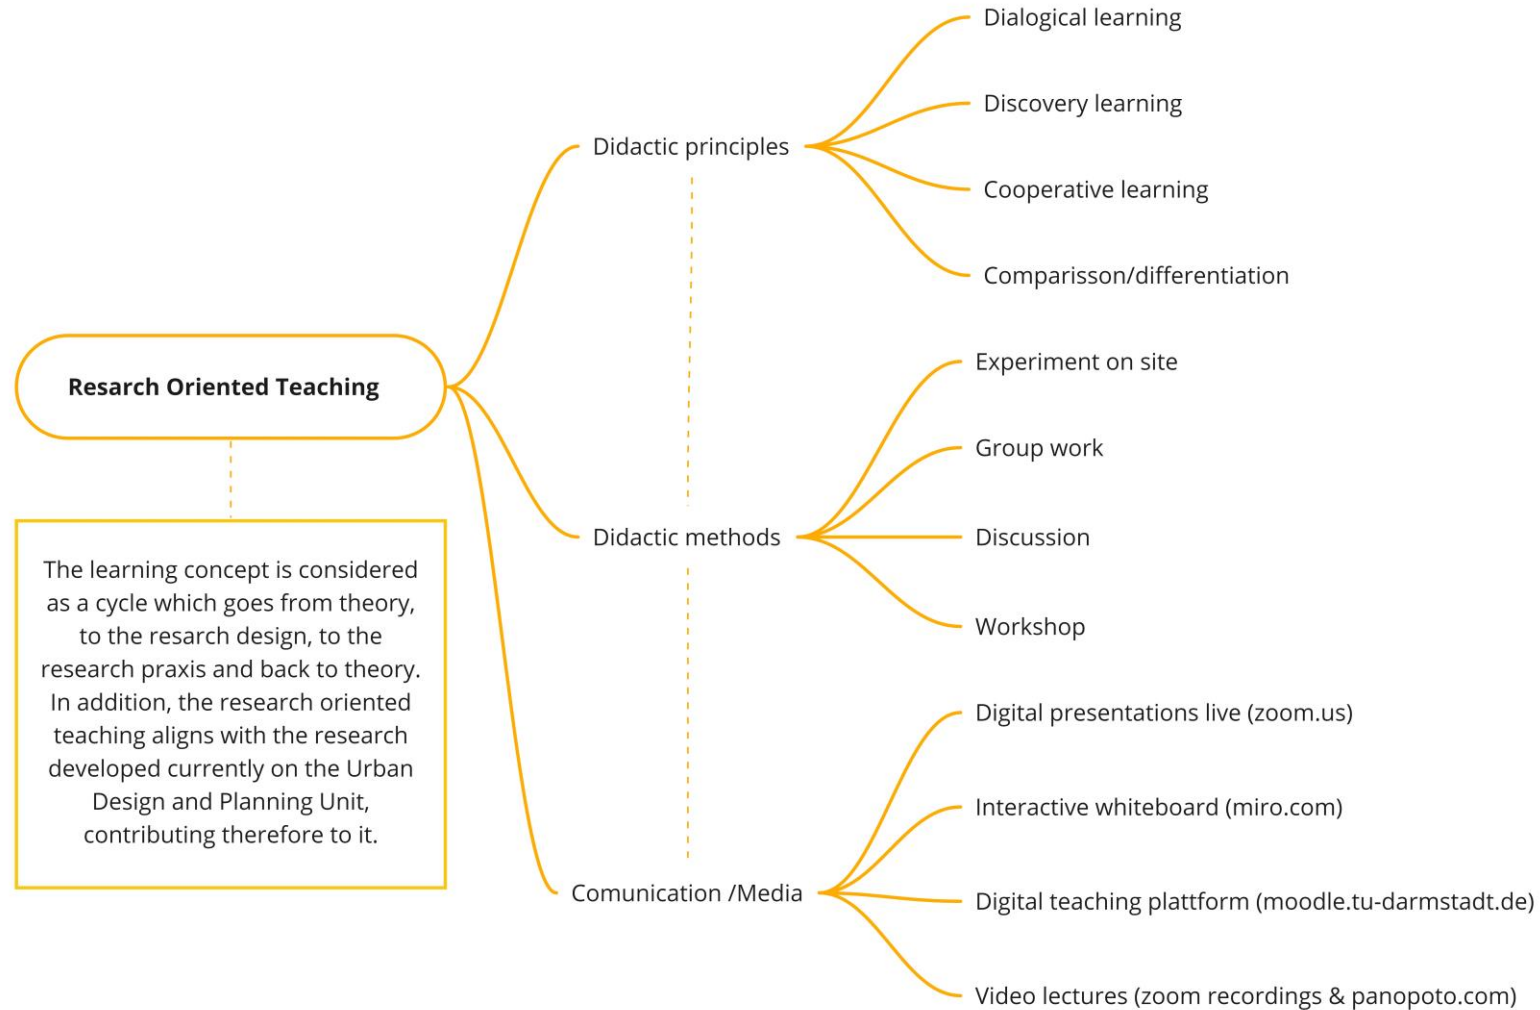 Resarch Oriented Teaching
The learning concept is considered
as a cycle which goes from theory,
to the resarch design, to the
research praxis and back to theory.
In addition, the research oriented
teaching aligns with the research
developed currently on the Urban
Design and Planning Unit,
contributing therefore to it.
Didactic principles
Dialogical learning
Discovery learning
Cooperative learning
Comparisson/differentiation
Didactic methods
Experiment on site
Group work
Discussion
Workshop
Comunication /Media
Digital presentations live (zoom.us)
Interactive whiteboard (miro.com)
Digital teaching plattform (moodle.tu-darmstadt.de)
Video lectures (zoom recordings & panopoto.com)